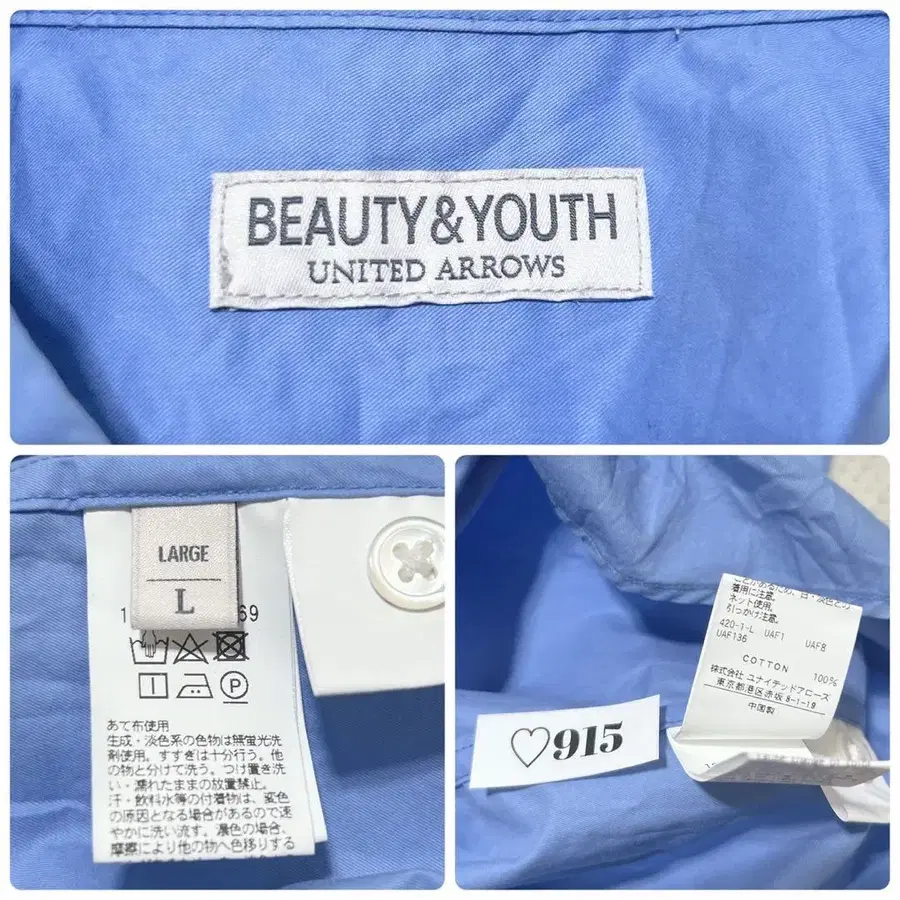 BEAUTY&YOUTH
UNITED ARROWS
LARGE
L
69
あて布使用
生成・淡色系の色物は無蛍光洗
剤使用。すすぎは十分行う。他
の物と分けて洗う。つけ置き洗
い・濡れたままの放置禁止。
汗・飲料水等の付着物は、変色
の原因となる場合があるので速
やかに洗い流す。濃色の場合、
摩擦により他の物へ色移りする
着用に注意。
ネット使用。
引っかけ注意。
420-1-L UAF1 UAF8
UAF136
COTTON 100%
株式会社 ユナイテッドアローズ
東京都港区赤坂 8-1-19
中国製
♡915